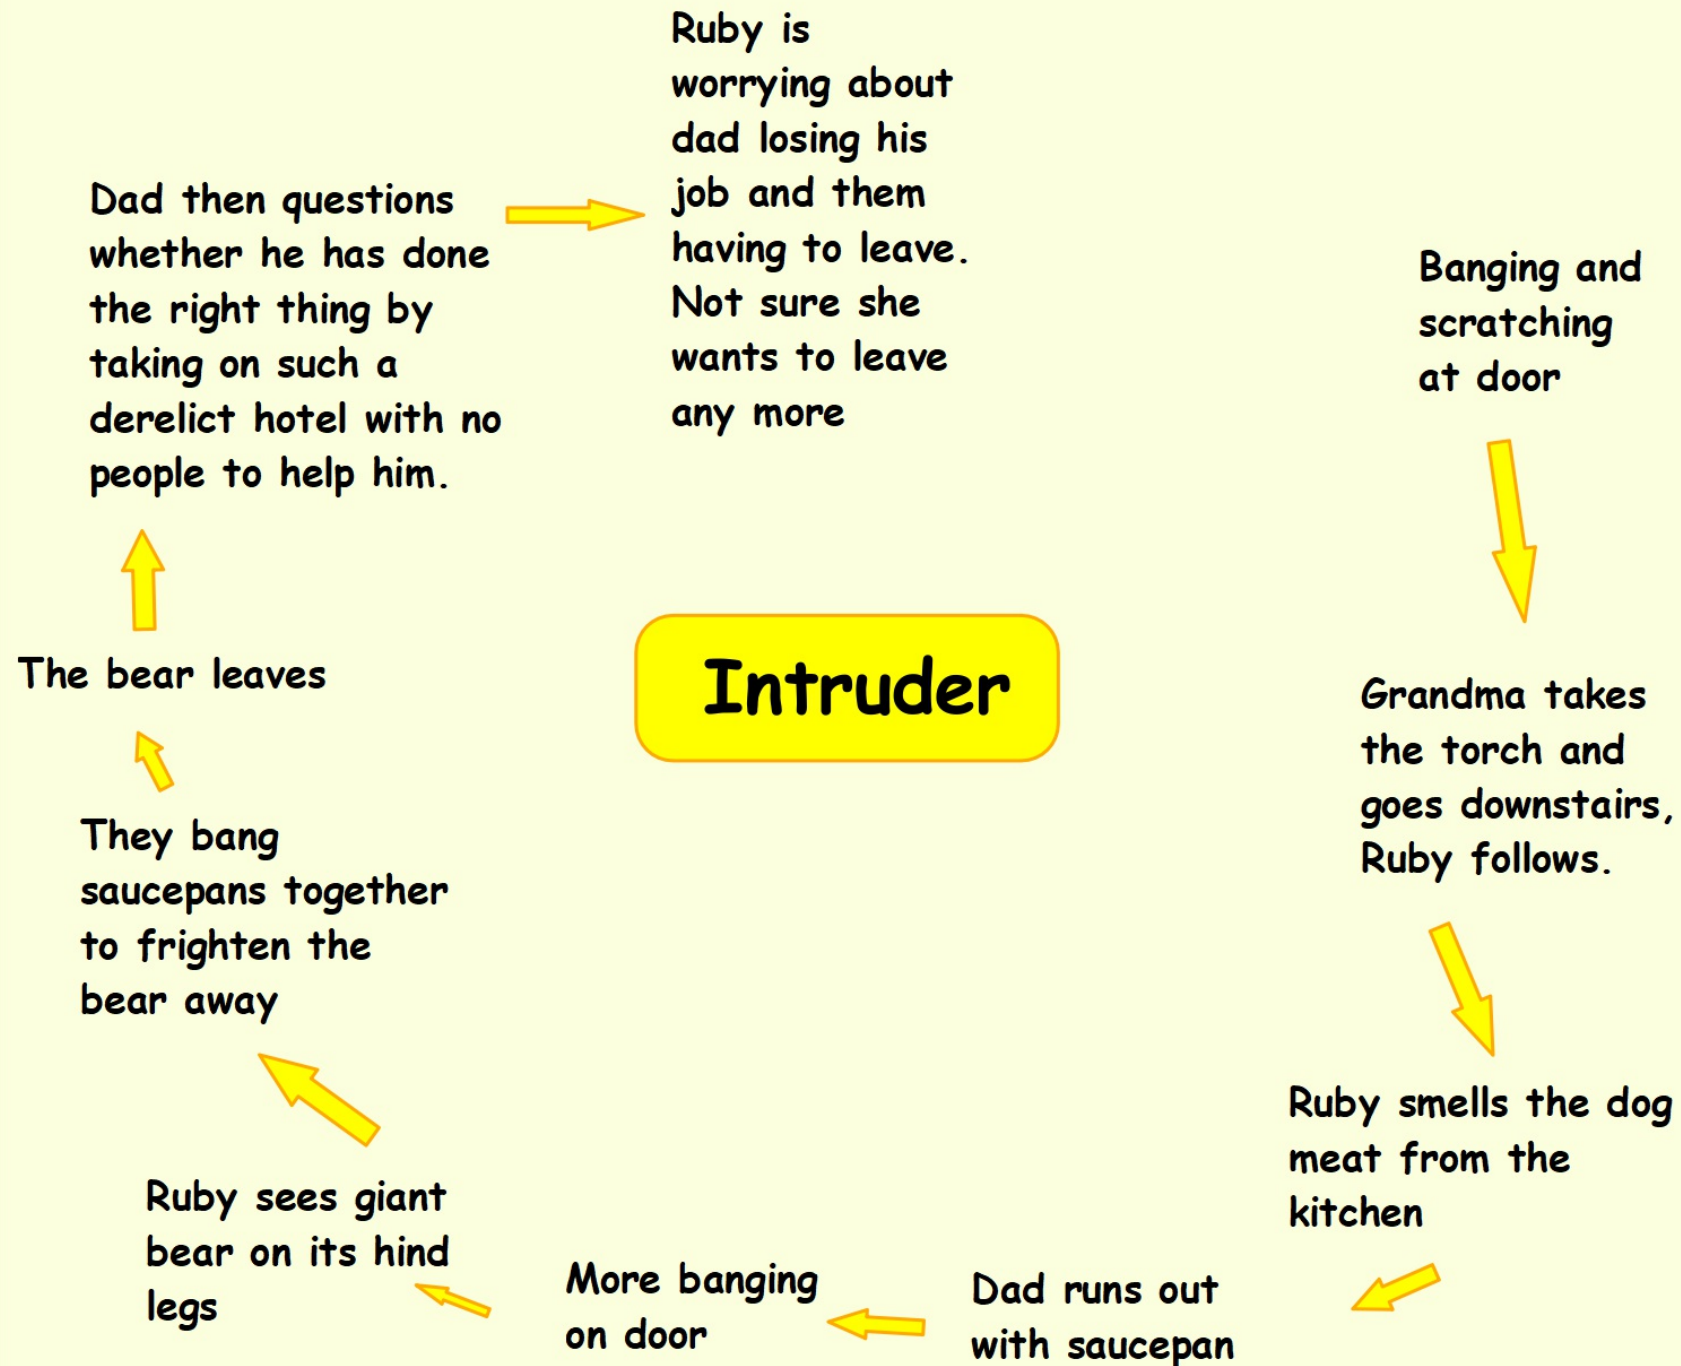 Intruder
Banging and
scratching
at door
Grandma takes
the torch and
goes downstairs,
Ruby follows.
Ruby smells the dog
meat from the
kitchen
Dad runs out
with saucepan
More banging
on door
Ruby sees giant
bear on its hind
legs
They bang
saucepans together
to frighten the
bear away
The bear leaves
Dad then questions
whether he has done
the right thing by
taking on such a
derelict hotel with no
people to help him.
Ruby is
worrying about
dad losing his
job and them
having to leave.
Not sure she
wants to leave
any more